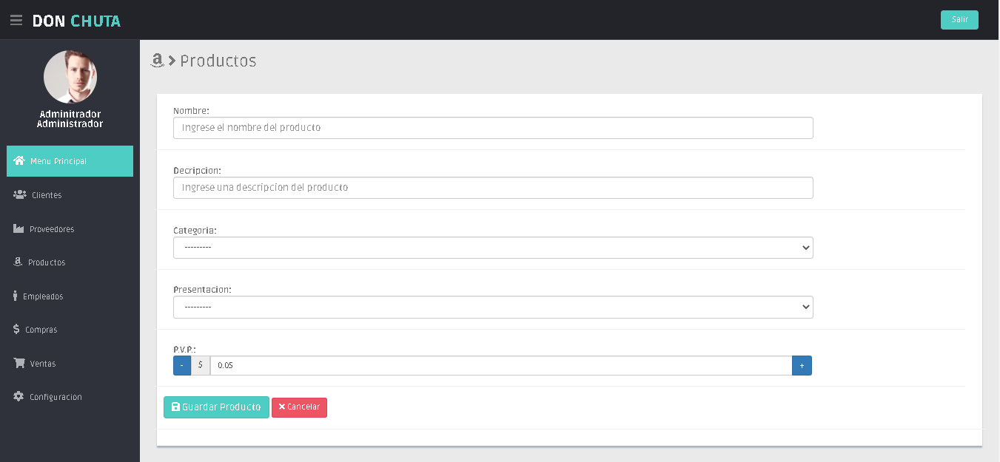 DON CHUTA
Salir
Adminitrador
Administrador
Menu Principal
Clientes
Proveedores
Productos
Empleados
Compras
Ventas
Configuracion
Productos
Nombre:
Ingrese el nombre del producto
Decripcion:
Ingrese una descripcion del producto
Categoria:
---------
Presentacion:
---------
P.V.P.:
- $ 0.05 +
Guardar Producto Cancelar